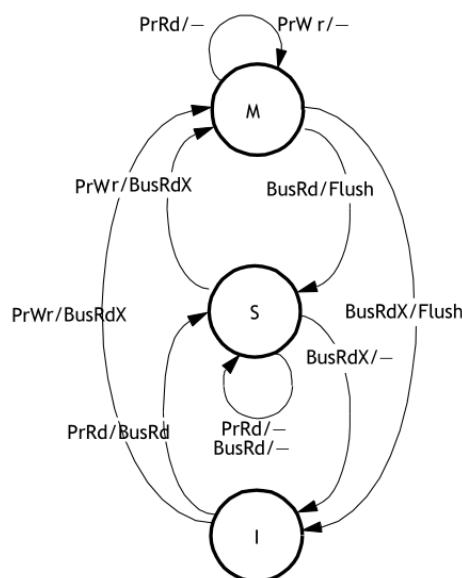 PrRd/—
PrW r/—
M
PrWr/BusRdX
BusRd/Flush
S
PrWr/BusRdX
BusRdX/Flush
BusRdX/—
PrRd/—
PrRd/BusRd
BusRd/—
I